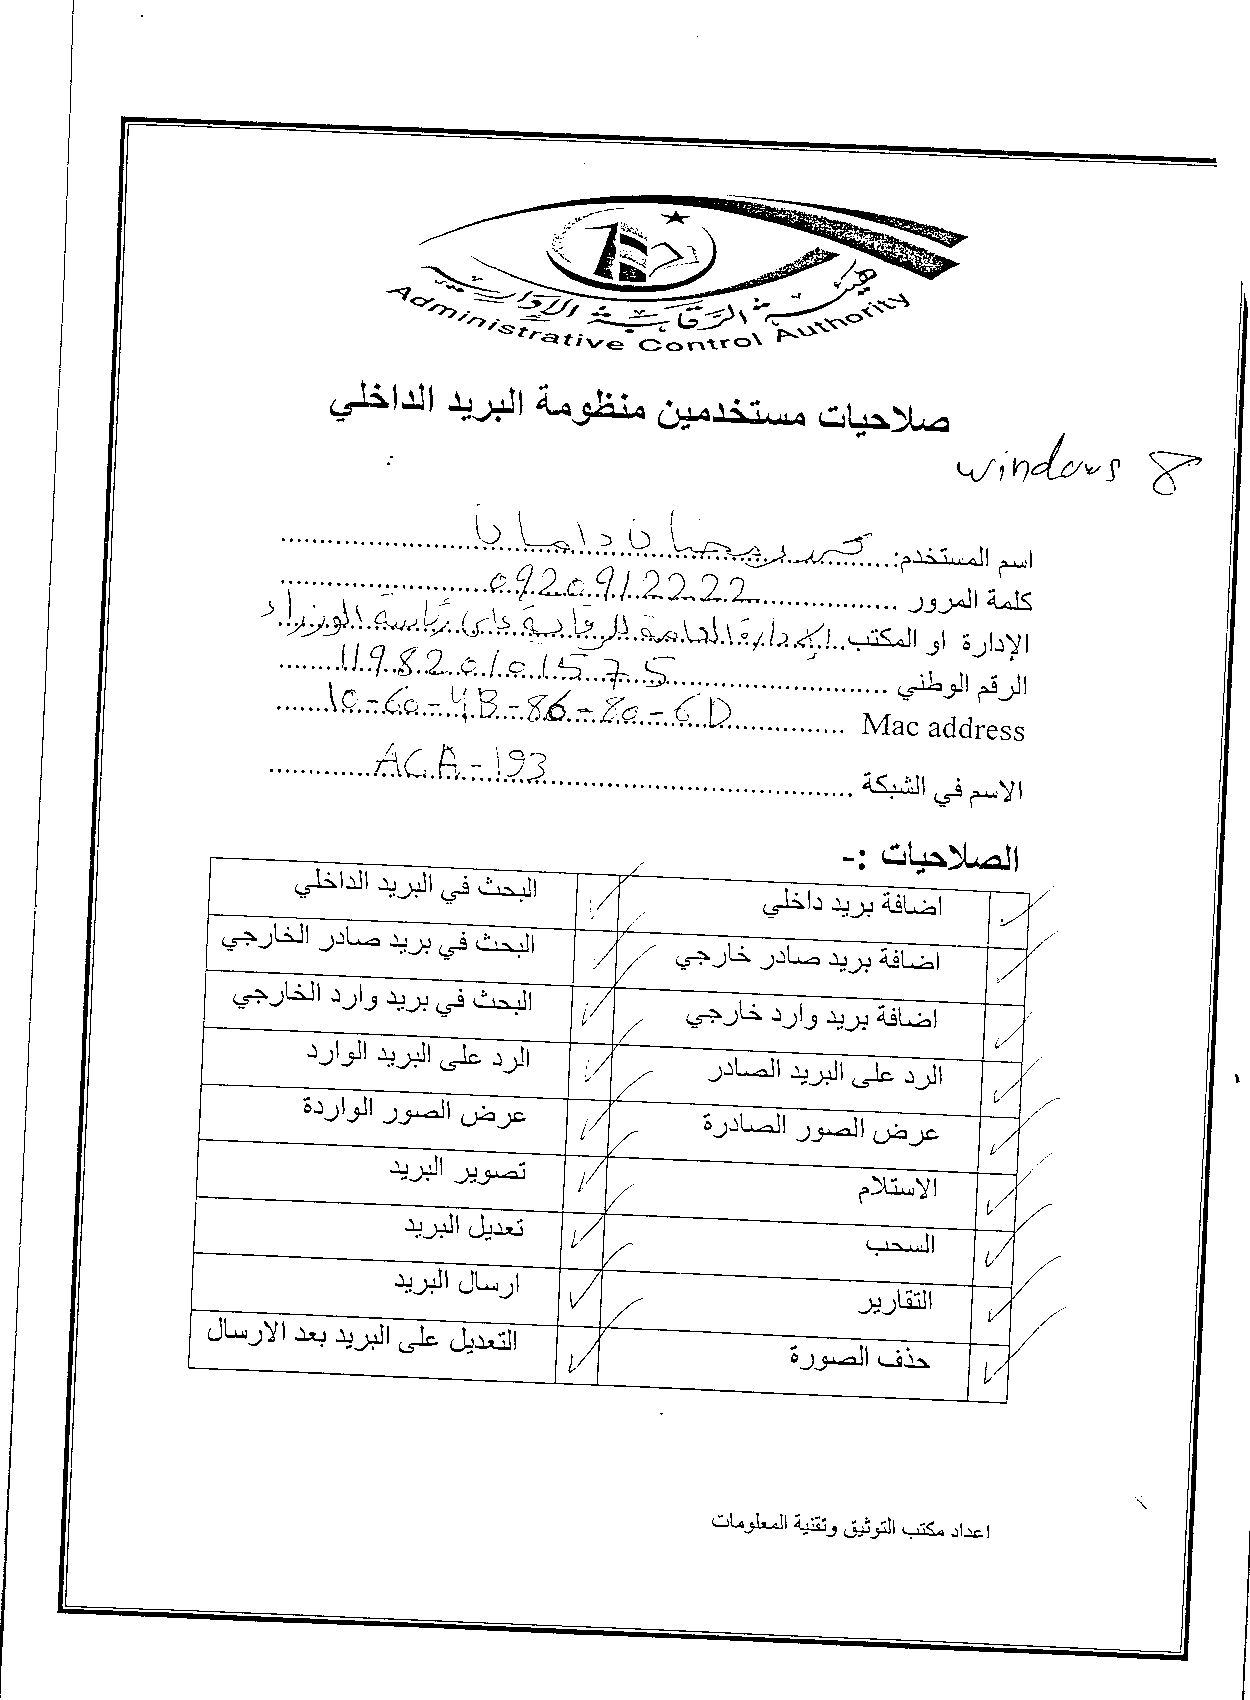 هيئة الرقابة الإدارية
Administrative Control Authority
صلاحيات مستخدمين منظومة البريد الداخلي
windows 8
اسم المستخدم: محمد رمضان دامان
كلمة المرور 0920912222
الإدارة او المكتب الإدارة العامة للرقابة على رئاسة الوزراء
الرقم الوطني 119820101575
Mac address 10-60-4B-86-80-6D
الاسم في الشبكة ACA-193
الصلاحيات :-
اضافة بريد داخلي البحث في البريد الداخلي
اضافة بريد صادر خارجي البحث في بريد صادر الخارجي
اضافة بريد وارد خارجي البحث في بريد وارد الخارجي
الرد على البريد الصادر الرد على البريد الوارد
عرض الصور الصادرة عرض الصور الواردة
الاستلام تصوير البريد
السحب تعديل البريد
التقارير ارسال البريد
حذف الصورة التعديل على البريد بعد الارسال
اعداد مكتب التوثيق وتقنية المعلومات